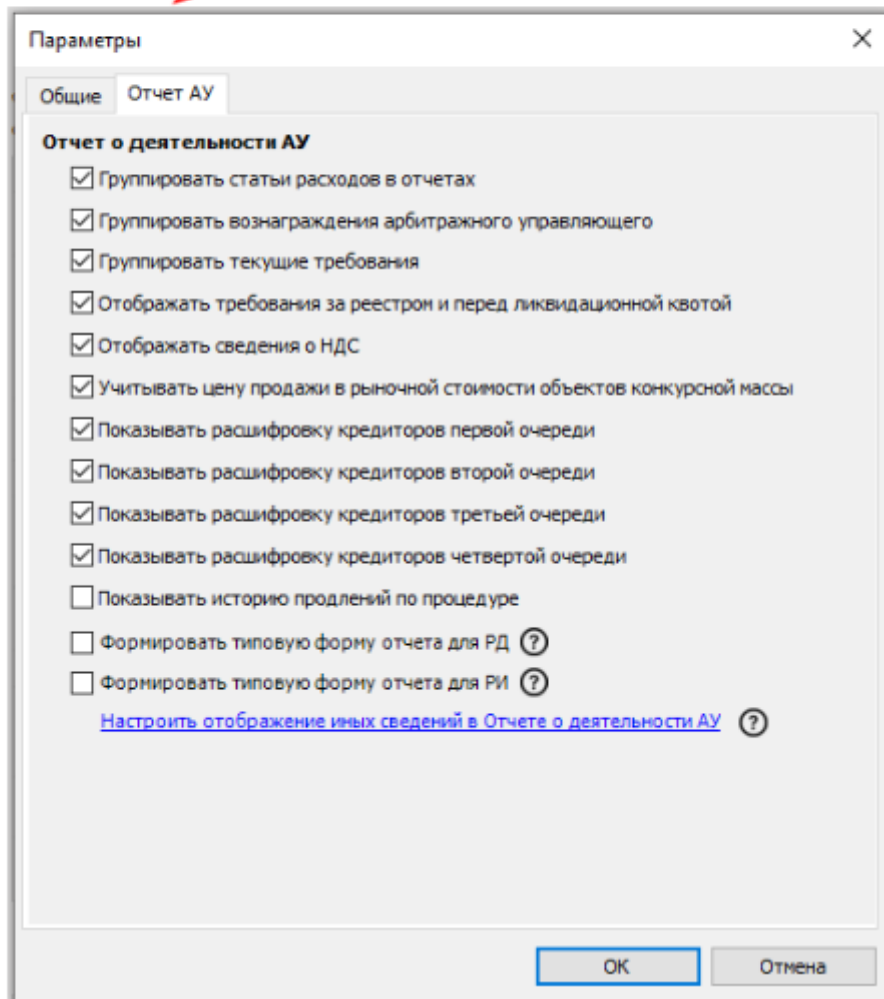 Параметры
Общие
Отчет АУ
Отчет о деятельности АУ
Группировать статьи расходов в отчетах
Группировать вознаграждения арбитражного управляющего
Группировать текущие требования
Отображать требования за реестром и перед ликвидационной квотой
Отображать сведения о НДС
Учитывать цену продажи в рыночной стоимости объектов конкурсной массы
Показывать расшифровку кредиторов первой очереди
Показывать расшифровку кредиторов второй очереди
Показывать расшифровку кредиторов третьей очереди
Показывать расшифровку кредиторов четвертой очереди
Показывать историю продлений по процедуре
Формировать типовую форму отчета для РД ?
Формировать типовую форму отчета для РИ ?
Настроить отображение иных сведений в Отчете о деятельности АУ ?
ОК
Отмена